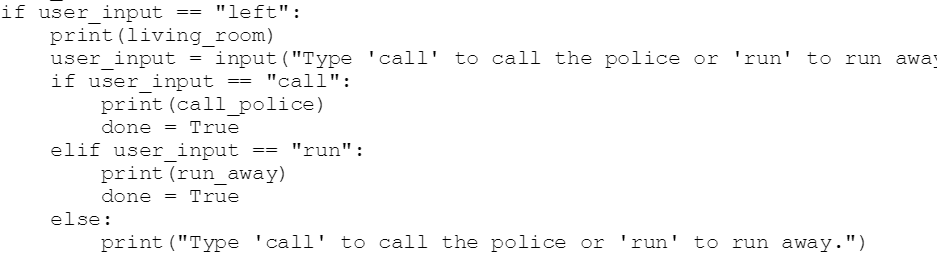 if user_input == "left":
    print(living_room)
    user_input = input("Type 'call' to call the police or 'run' to run away
    if user_input == "call":
        print(call_police)
        done = True
    elif user_input == "run":
        print(run_away)
        done = True
    else:
        print("Type 'call' to call the police or 'run' to run away.")